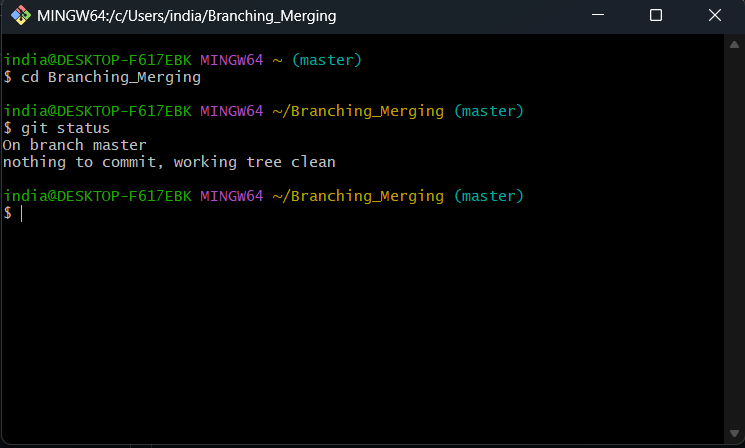 MINGW64:/c/Users/india/Branching_Merging
india@DESKTOP-F617EBK MINGW64 ~ (master)
$ cd Branching_Merging
india@DESKTOP-F617EBK MINGW64 ~/Branching_Merging (master)
$ git status
On branch master
nothing to commit, working tree clean
india@DESKTOP-F617EBK MINGW64 ~/Branching_Merging (master)
$